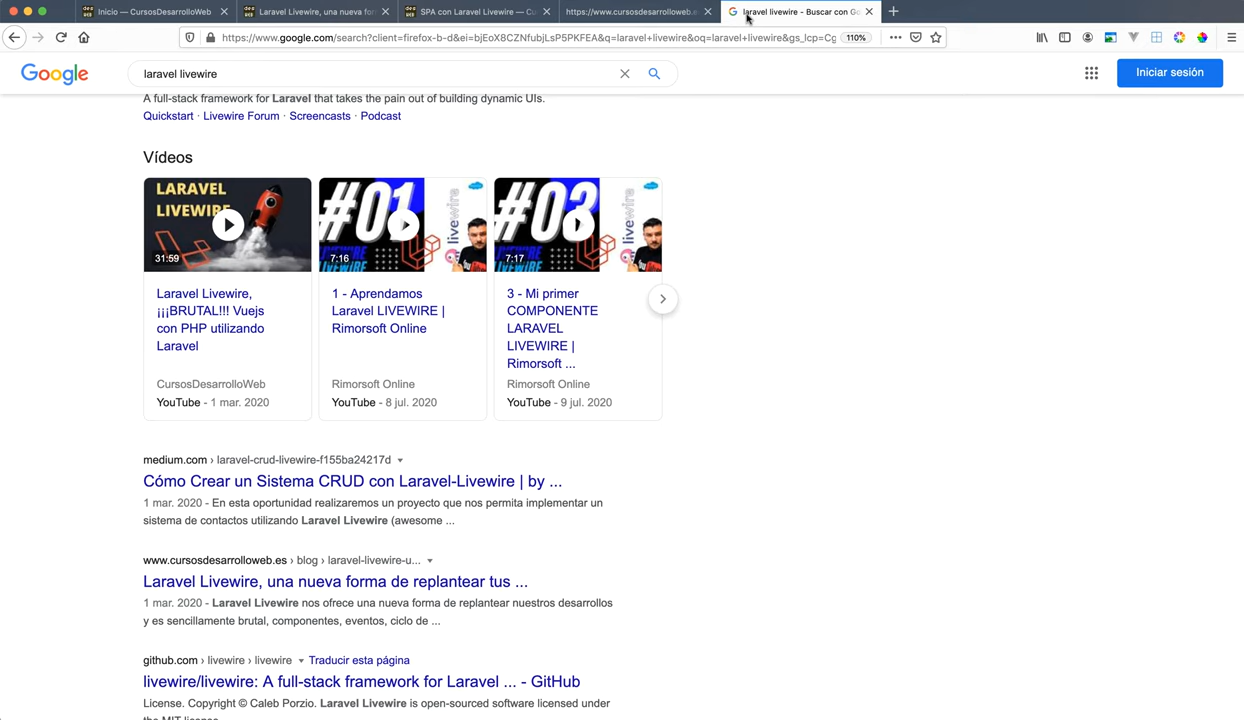 Inicio — CursosDesarrolloWeb
Laravel Livewire, una nueva for
SPA con Laravel Livewire — Cu
https://www.cursosdesarrolloweb.e
laravel livewire - Buscar con Go
https://www.google.com/search?client=firefox-b-d&ei=bjEoX8CZNfubjLsP5PKFEA&q=laravel+livewire&oq=laravel+livewire&gs_lcp=Cg
110%
Google
laravel livewire
Iniciar sesión
A full-stack framework for Laravel that takes the pain out of building dynamic UIs.
Quickstart · Livewire Forum · Screencasts · Podcast
Vídeos
LARAVEL
LIVEWIRE
31:59
#01
livewire
7:16
#03
livewire
7:17
Laravel Livewire,
¡¡¡BRUTAL!!! Vuejs
con PHP utilizando
Laravel
CursosDesarrolloWeb
YouTube - 1 mar. 2020
1 - Aprendamos
Laravel LIVEWIRE |
Rimorsoft Online
Rimorsoft Online
YouTube - 8 jul. 2020
3 - Mi primer
COMPONENTE
LARAVEL
LIVEWIRE |
Rimorsoft ...
Rimorsoft Online
YouTube - 9 jul. 2020
medium.com › laravel-crud-livewire-f155ba24217d
Cómo Crear un Sistema CRUD con Laravel-Livewire | by ...
1 mar. 2020 - En esta oportunidad realizaremos un proyecto que nos permita implementar un
sistema de contactos utilizando Laravel Livewire (awesome ...
www.cursosdesarrolloweb.es › blog › laravel-livewire-u...
Laravel Livewire, una nueva forma de replantear tus ...
1 mar. 2020 - Laravel Livewire nos ofrece una nueva forma de replantear nuestros desarrollos
y es sencillamente brutal, componentes, eventos, ciclo de ...
github.com › livewire › livewire Traducir esta página
livewire/livewire: A full-stack framework for Laravel ... - GitHub
License. Copyright © Caleb Porzio. Laravel Livewire is open-sourced software licensed under
the MIT license